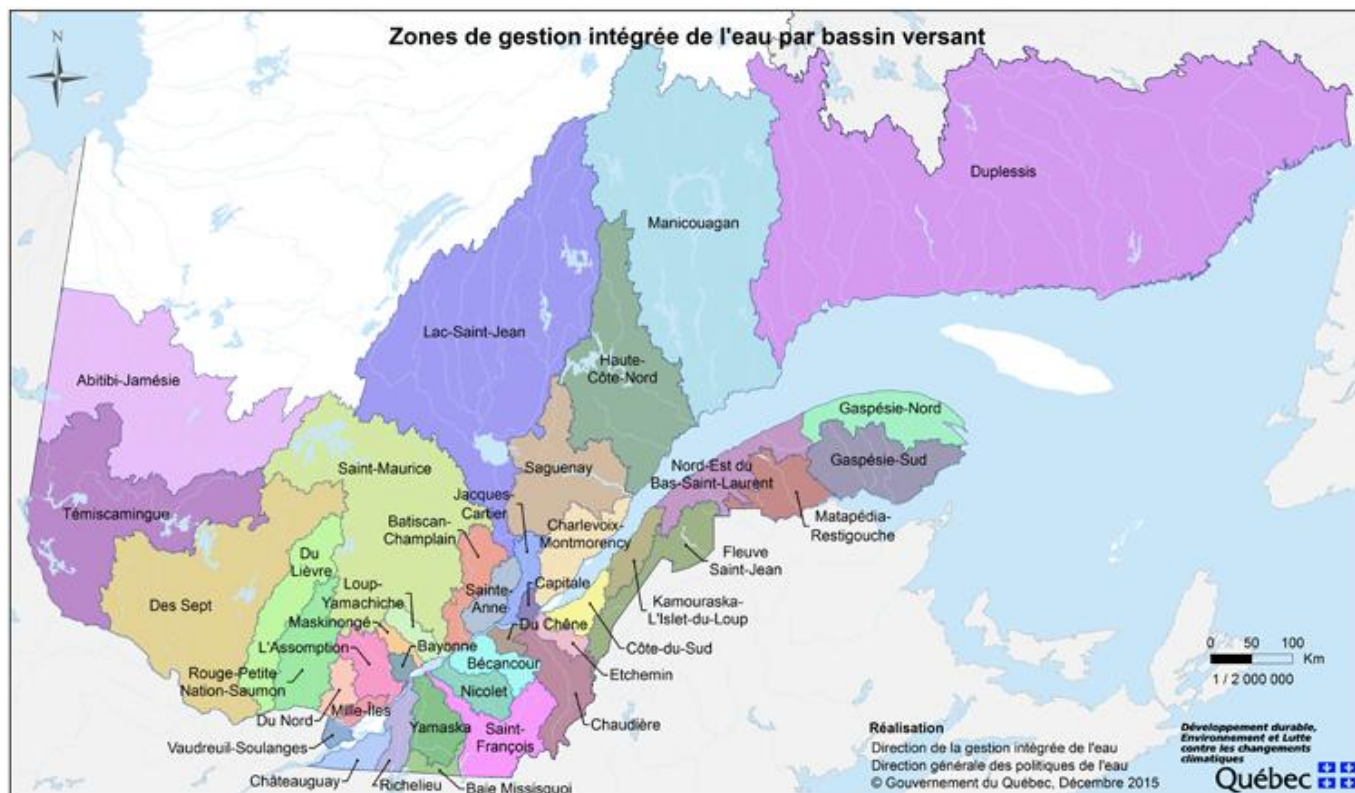 Zones de gestion intégrée de l'eau par bassin versant
N
Duplessis
Manicouagan
Lac-Saint-Jean
Haute-
Côte-Nord
Abitibi-Jamésie
Gaspésie-Nord
Gaspésie-Sud
Nord-Est du
Bas-Saint-Laurent
Saguenay
Saint-Maurice
Jacques-
Cartier
Témiscamingue
Batiscan-
Champlain
Charlevoix-
Montmorency
Matapédia-
Restigouche
Du
Lièvre
Fleuve
Saint-Jean
Loup-
Yamachiche
Sainte-
Anne
Capitale
Des Sept
Kamouraska-
L'Islet-du-Loup
Maskinongé
Du Chêne
L'Assomption
Bayonne
Côte-du-Sud
Bécancour
Etchemin
Rouge-Petite
Nation-Saumon
Nicolet
Du Nord
Mille-Îles
Yamaska
Saint-
François
Chaudière
Vaudreuil-Soulanges
Châteauguay
Richelieu
Baie Missisquoi
0 50 100
Km
1 / 2 000 000
Réalisation
Direction de la gestion intégrée de l'eau
Direction générale des politiques de l'eau
© Gouvernement du Québec, Décembre 2015
Développement durable,
Environnement et Lutte
contre les changements
climatiques
Québec